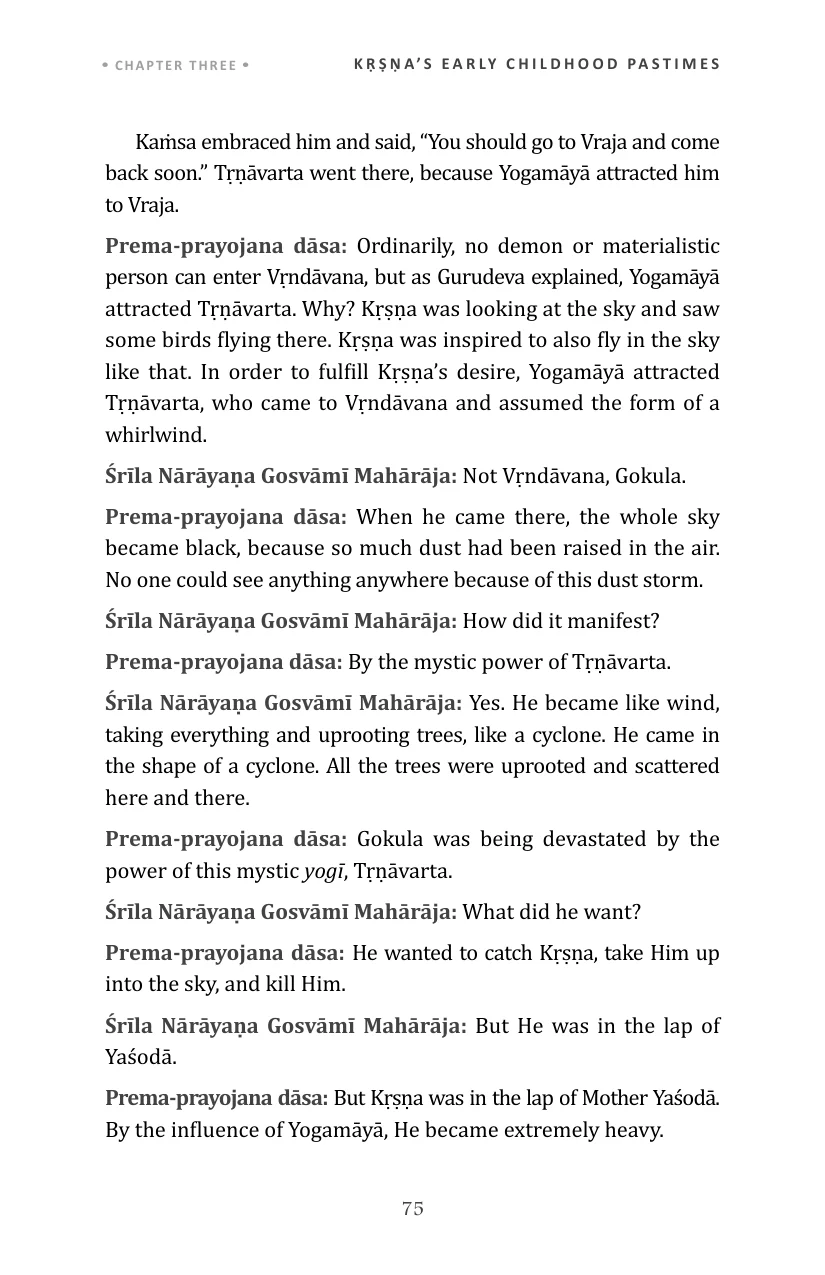 • CHAPTER THREE •
KṚṢṆA’S EARLY CHILDHOOD PASTIMES
Kaṁsa embraced him and said, “You should go to Vraja and come
back soon.” Tṛṇāvarta went there, because Yogamāyā attracted him
to Vraja.
Prema-prayojana dāsa: Ordinarily, no demon or materialistic
person can enter Vṛndāvana, but as Gurudeva explained, Yogamāyā
attracted Tṛṇāvarta. Why? Kṛṣṇa was looking at the sky and saw
some birds flying there. Kṛṣṇa was inspired to also fly in the sky
like that. In order to fulfill Kṛṣṇa’s desire, Yogamāyā attracted
Tṛṇāvarta, who came to Vṛndāvana and assumed the form of a
whirlwind.
Śrīla Nārāyaṇa Gosvāmī Mahārāja: Not Vṛndāvana, Gokula.
Prema-prayojana dāsa: When he came there, the whole sky
became black, because so much dust had been raised in the air.
No one could see anything anywhere because of this dust storm.
Śrīla Nārāyaṇa Gosvāmī Mahārāja: How did it manifest?
Prema-prayojana dāsa: By the mystic power of Tṛṇāvarta.
Śrīla Nārāyaṇa Gosvāmī Mahārāja: Yes. He became like wind,
taking everything and uprooting trees, like a cyclone. He came in
the shape of a cyclone. All the trees were uprooted and scattered
here and there.
Prema-prayojana dāsa: Gokula was being devastated by the
power of this mystic yogī, Tṛṇāvarta.
Śrīla Nārāyaṇa Gosvāmī Mahārāja: What did he want?
Prema-prayojana dāsa: He wanted to catch Kṛṣṇa, take Him up
into the sky, and kill Him.
Śrīla Nārāyaṇa Gosvāmī Mahārāja: But He was in the lap of
Yaśodā.
Prema-prayojana dāsa: But Kṛṣṇa was in the lap of Mother Yaśodā.
By the influence of Yogamāyā, He became extremely heavy.
75